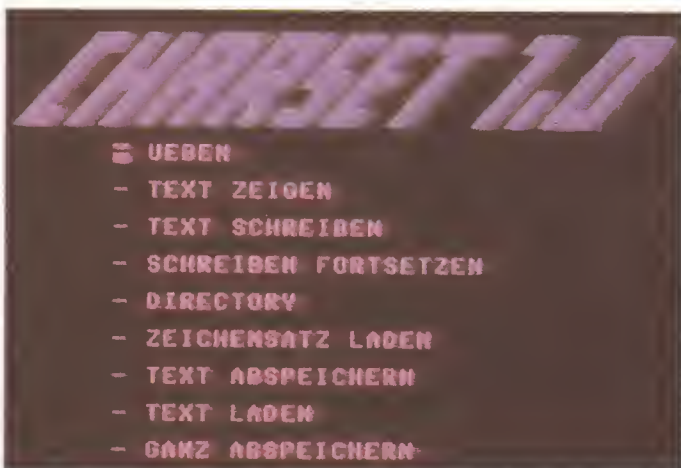 CHARSET 1.0
UEBEN
- TEXT ZEIGEN
- TEXT SCHREIBEN
- SCHREIBEN FORTSETZEN
- DIRECTORY
- ZEICHENSATZ LADEN
- TEXT ABSPEICHERN
- TEXT LADEN
- GANZ ABSPEICHERN